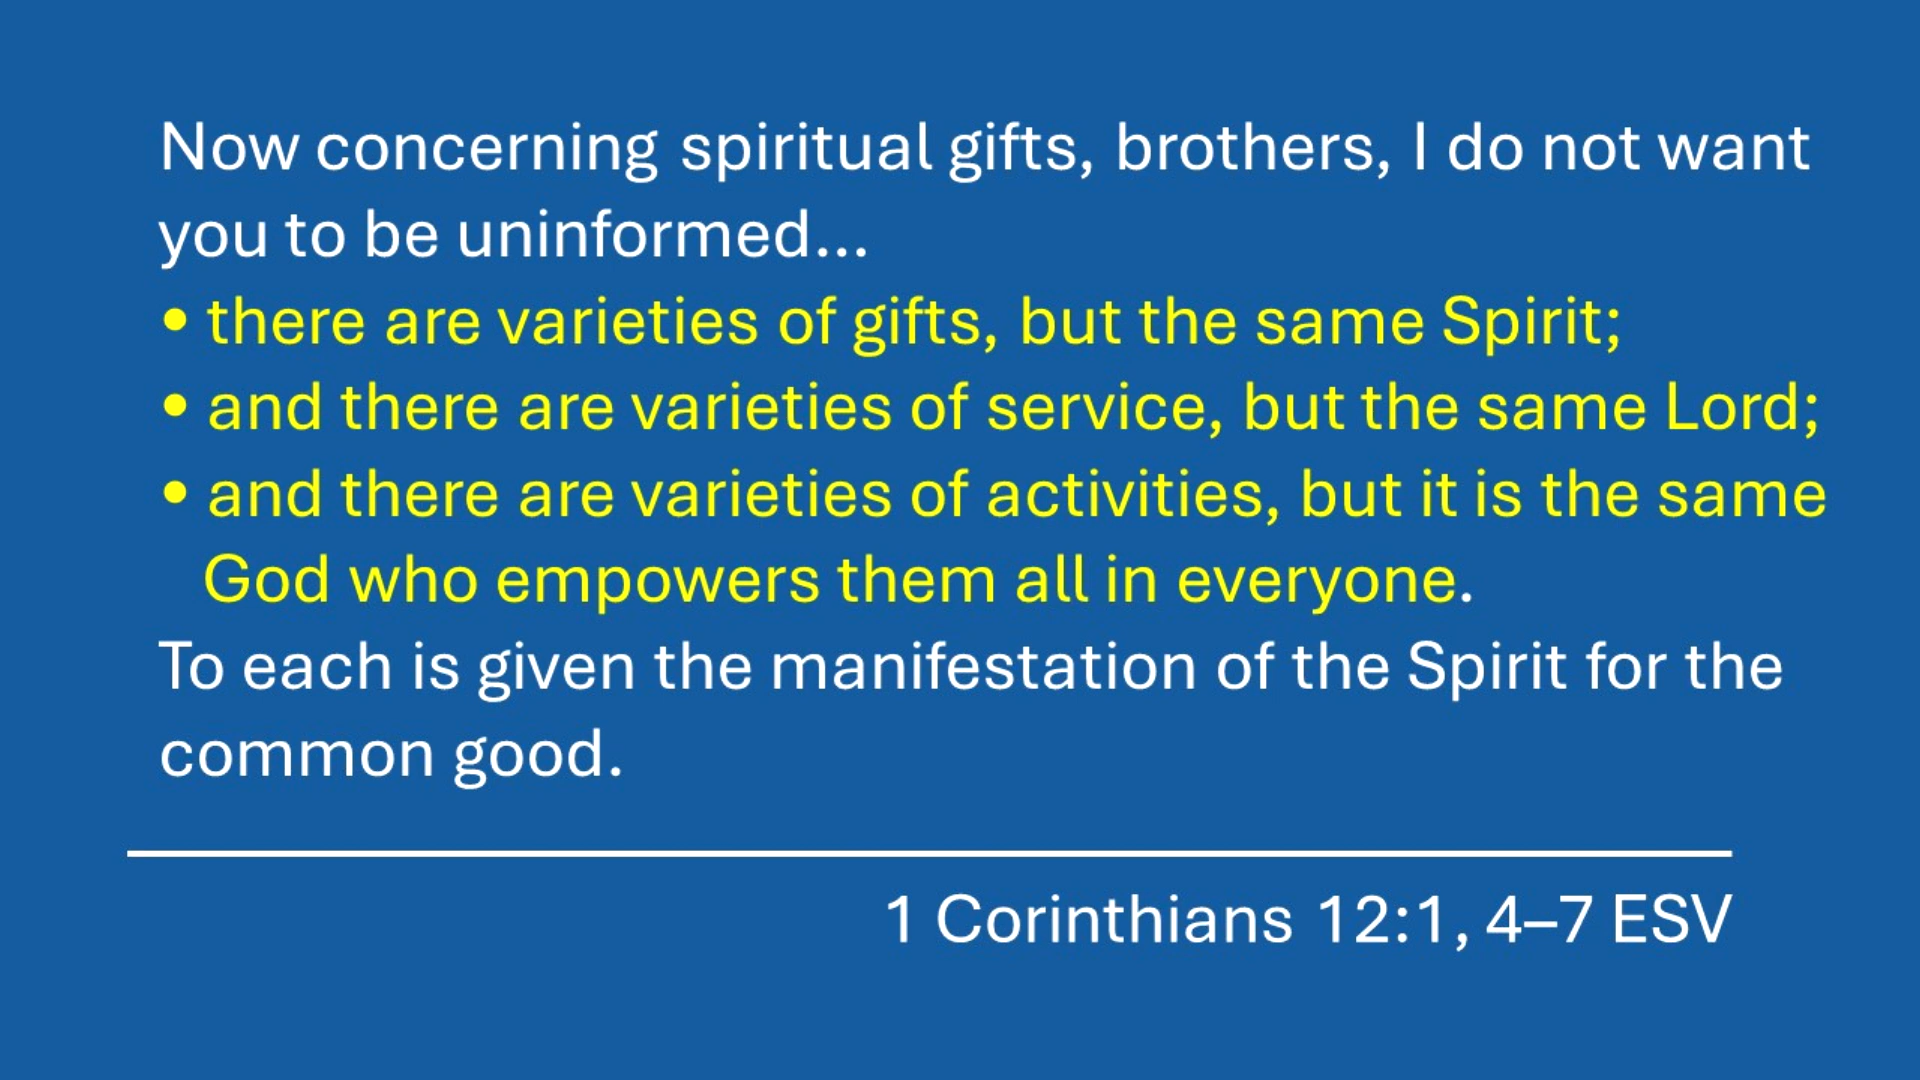 Now concerning spiritual gifts, brothers, I do not want
you to be uninformed...
• there are varieties of gifts, but the same Spirit;
• and there are varieties of service, but the same Lord;
• and there are varieties of activities, but it is the same
God who empowers them all in everyone.
To each is given the manifestation of the Spirit for the
common good.
1 Corinthians 12:1, 4–7 ESV